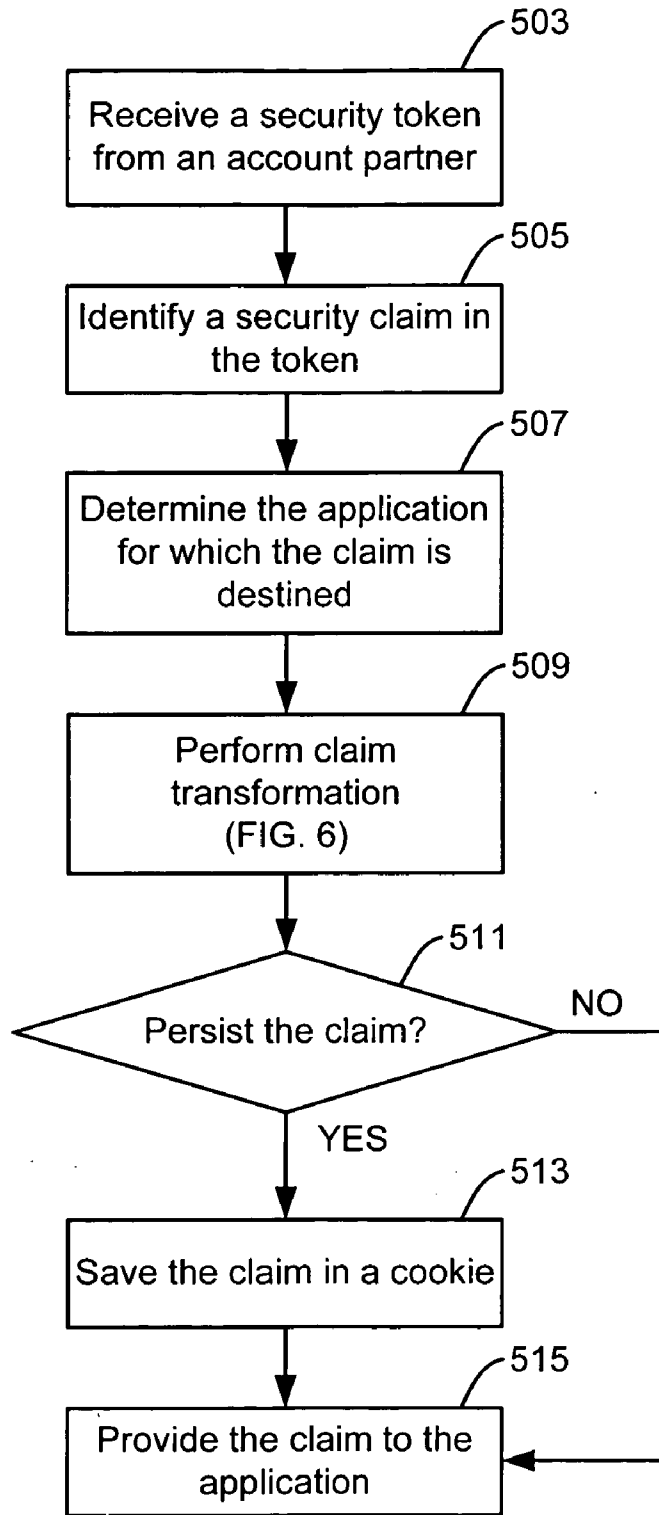 503
Receive a security token
from an account partner
505
Identify a security claim in
the token
507
Determine the application
for which the claim is
destined
509
Perform claim
transformation
(FIG. 6)
511
Persist the claim?
NO
YES
513
Save the claim in a cookie
515
Provide the claim to the
application